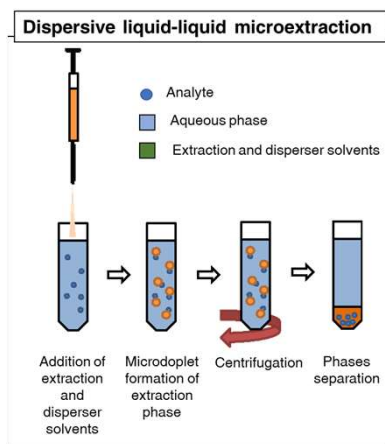 Dispersive liquid-liquid microextraction
Analyte
Aqueous phase
Extraction and disperser solvents
Addition of
extraction
and
disperser
solvents
Microdoplet
formation of
extraction
phase
Centrifugation
Phases
separation